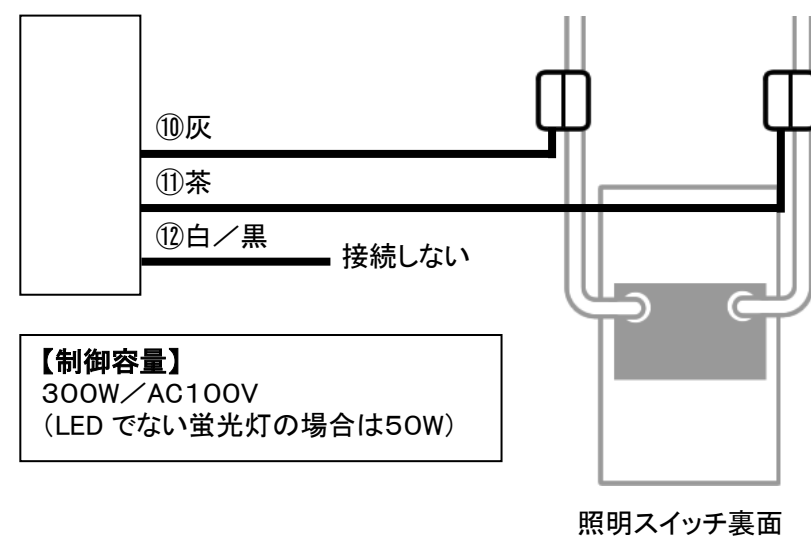 ⑩灰
⑪茶
⑫白／黒
接続しない
【制御容量】
３００Ｗ／ＡＣ１００Ｖ
（LED でない蛍光灯の場合は５０Ｗ）
照明スイッチ裏面